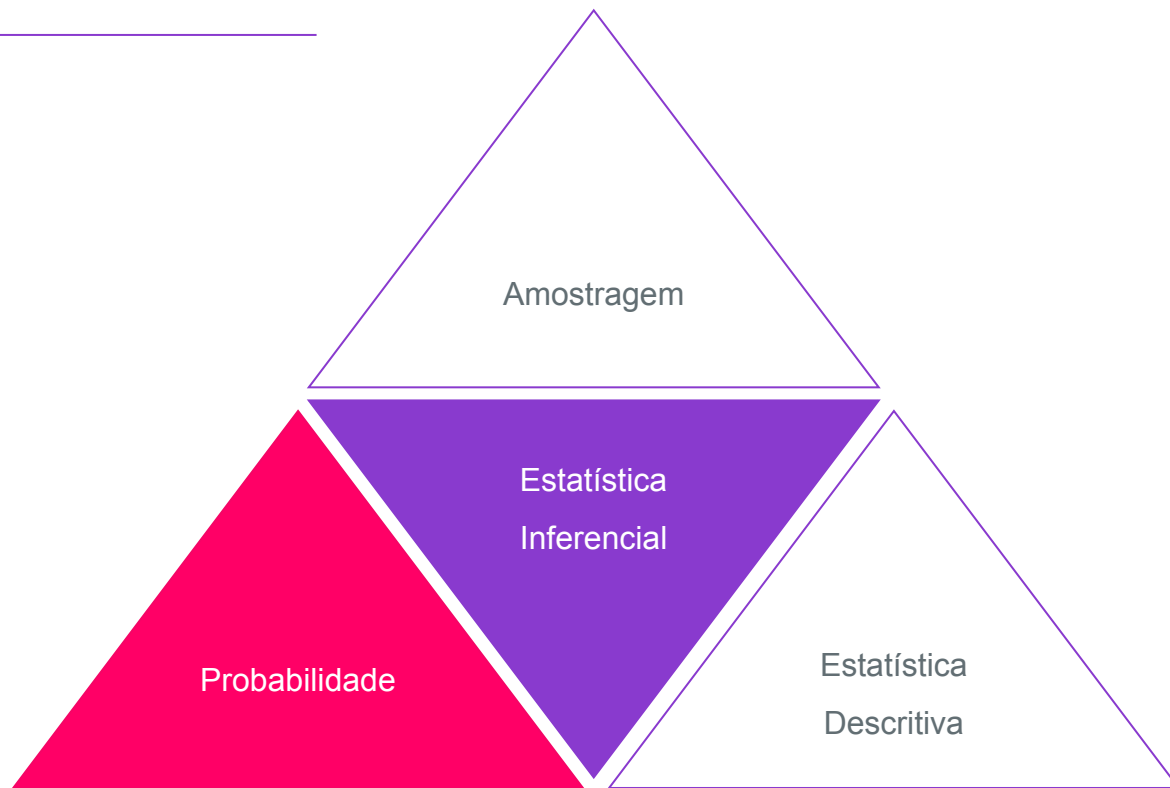 Amostragem
Estatística
Inferencial
Probabilidade
Estatística
Descritiva